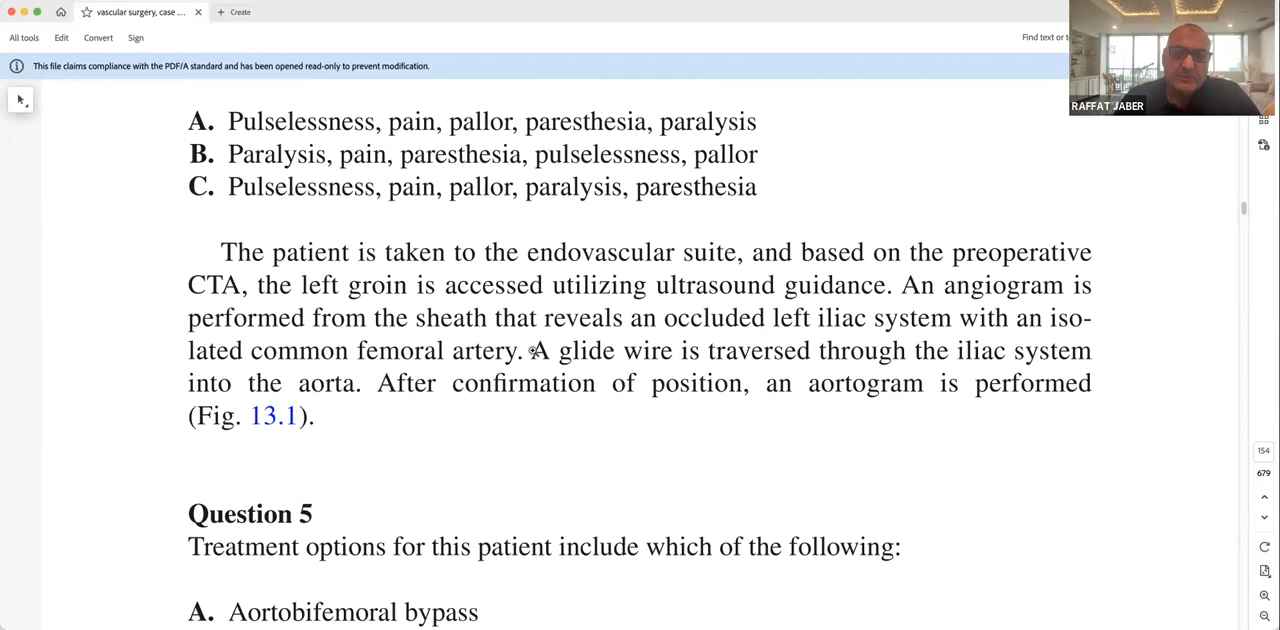 vascular surgery, case ....
Create
All tools
Edit
Convert
Sign
Find text or to
This file claims compliance with the PDF/A standard and has been opened read-only to prevent modification.
RAFFAT JABER
A. Pulselessness, pain, pallor, paresthesia, paralysis
B. Paralysis, pain, paresthesia, pulselessness, pallor
C. Pulselessness, pain, pallor, paralysis, paresthesia
The patient is taken to the endovascular suite, and based on the preoperative
CTA, the left groin is accessed utilizing ultrasound guidance. An angiogram is
performed from the sheath that reveals an occluded left iliac system with an iso-
lated common femoral artery. A glide wire is traversed through the iliac system
into the aorta. After confirmation of position, an aortogram is performed
(Fig. 13.1).
154
679
Question 5
Treatment options for this patient include which of the following:
A. Aortobifemoral bypass